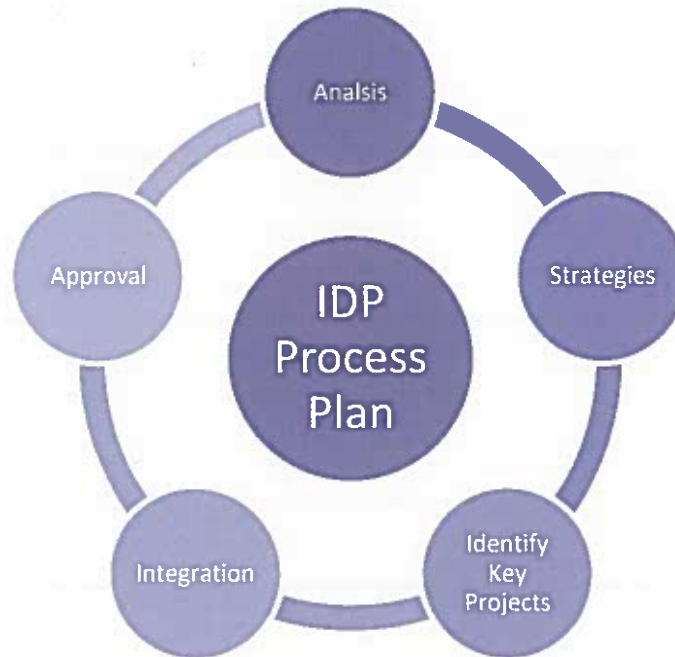 Analsis
Strategies
Identify
Key
Projects
Integration
Approval
IDP
Process
Plan